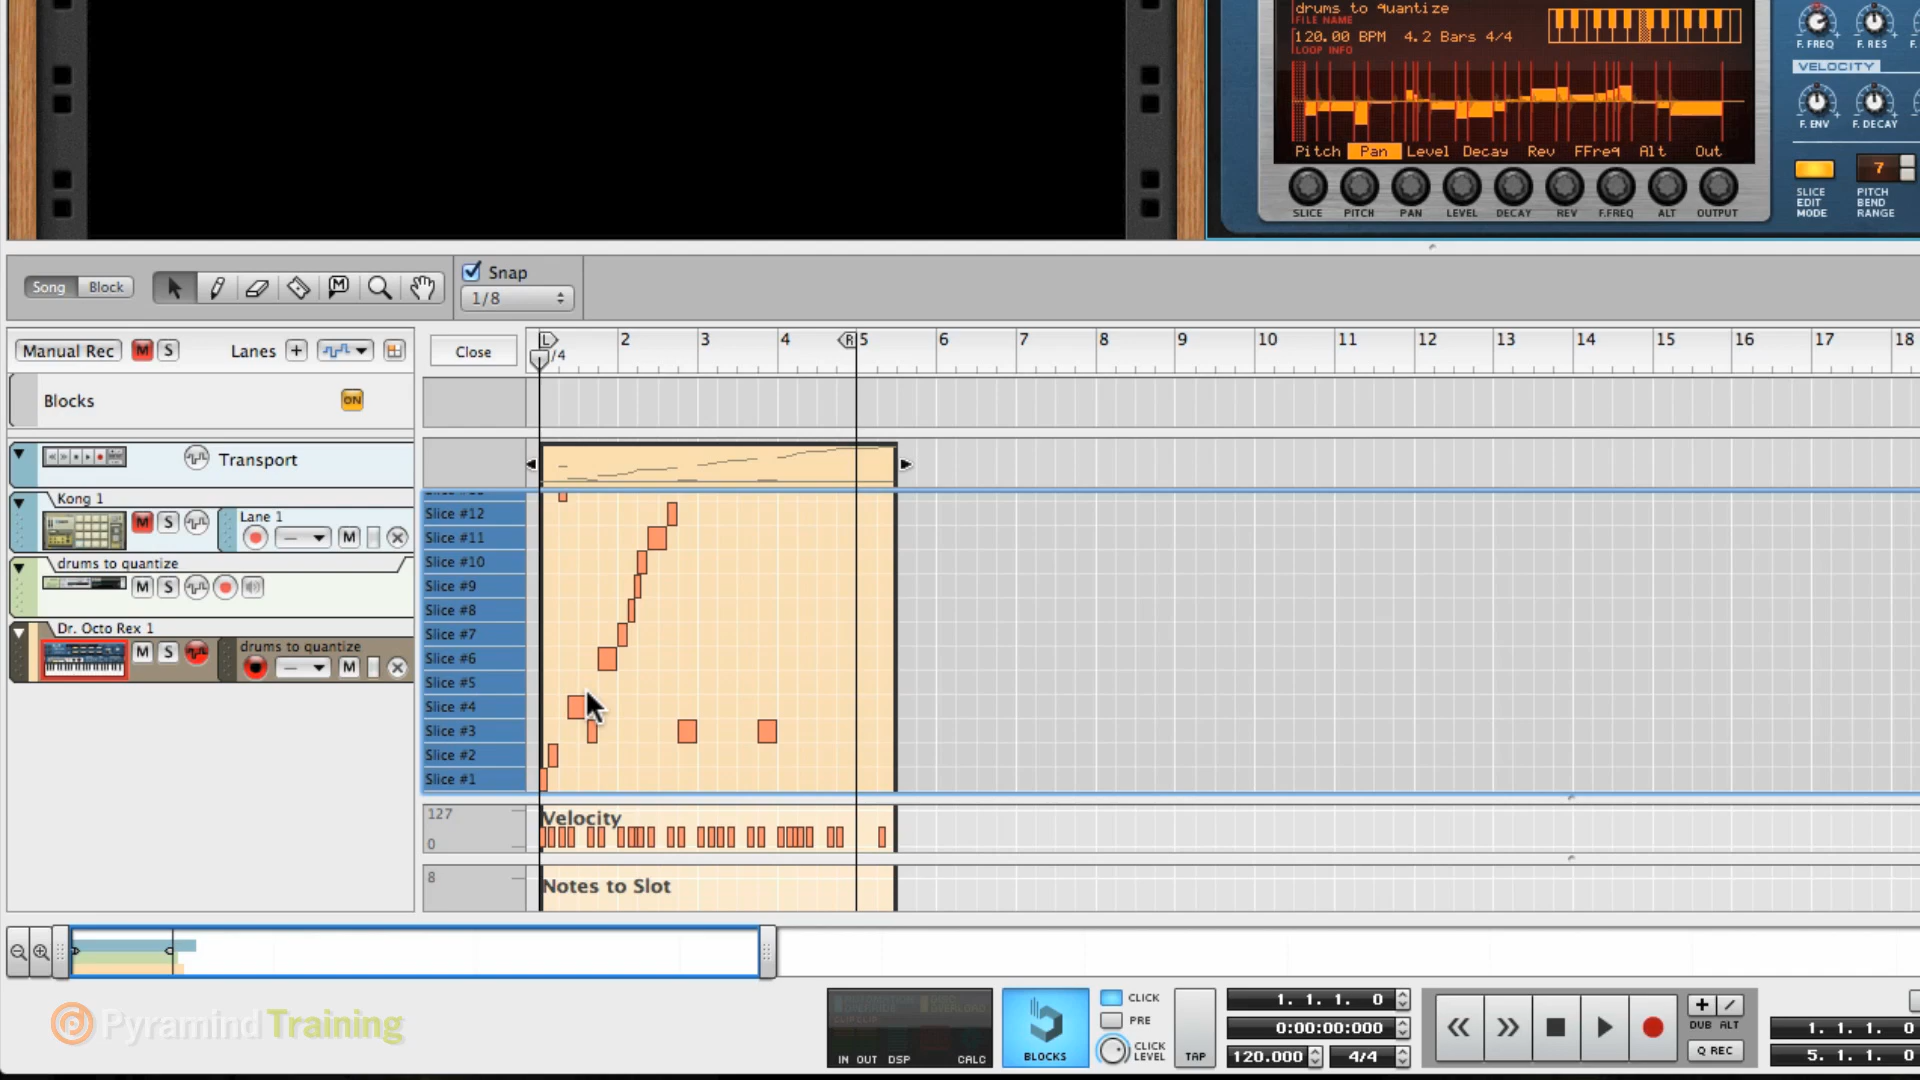 drums to quantize
FILE NAME
120.00 BPM 4.2 Bars 4/4
LOOP INFO
Pitch Pan Level Decay Rev FFreq Alt Out
SLICE PITCH PAN LEVEL DECAY REV F.FREQ ALT OUTPUT
F. FREQ F. RES
VELOCITY
F. ENV F. DECAY
7
SLICE EDIT MODE
PITCH BEND RANGE
Song Block
M
Snap
1/8
Manual Rec M S Lanes +
Close
L R
/4 2 3 4 5 6 7 8 9 10 11 12 13 14 15 16 17 18
Blocks ON
Transport
Kong 1
M S Lane 1
— M
drums to quantize
M S
Dr. Octo Rex 1
M S drums to quantize
— M
Slice #12
Slice #11
Slice #10
Slice #9
Slice #8
Slice #7
Slice #6
Slice #5
Slice #4
Slice #3
Slice #2
Slice #1
127
0
Velocity
8
Notes to Slot
Pyramind Training
IN OUT DSP CALC
BLOCKS
CLICK
PRE
CLICK LEVEL
TAP
1. 1. 1. 0
0:00:00:000
120.000 4/4
DUB ALT
Q REC
1. 1. 1. 0
5. 1. 1. 0